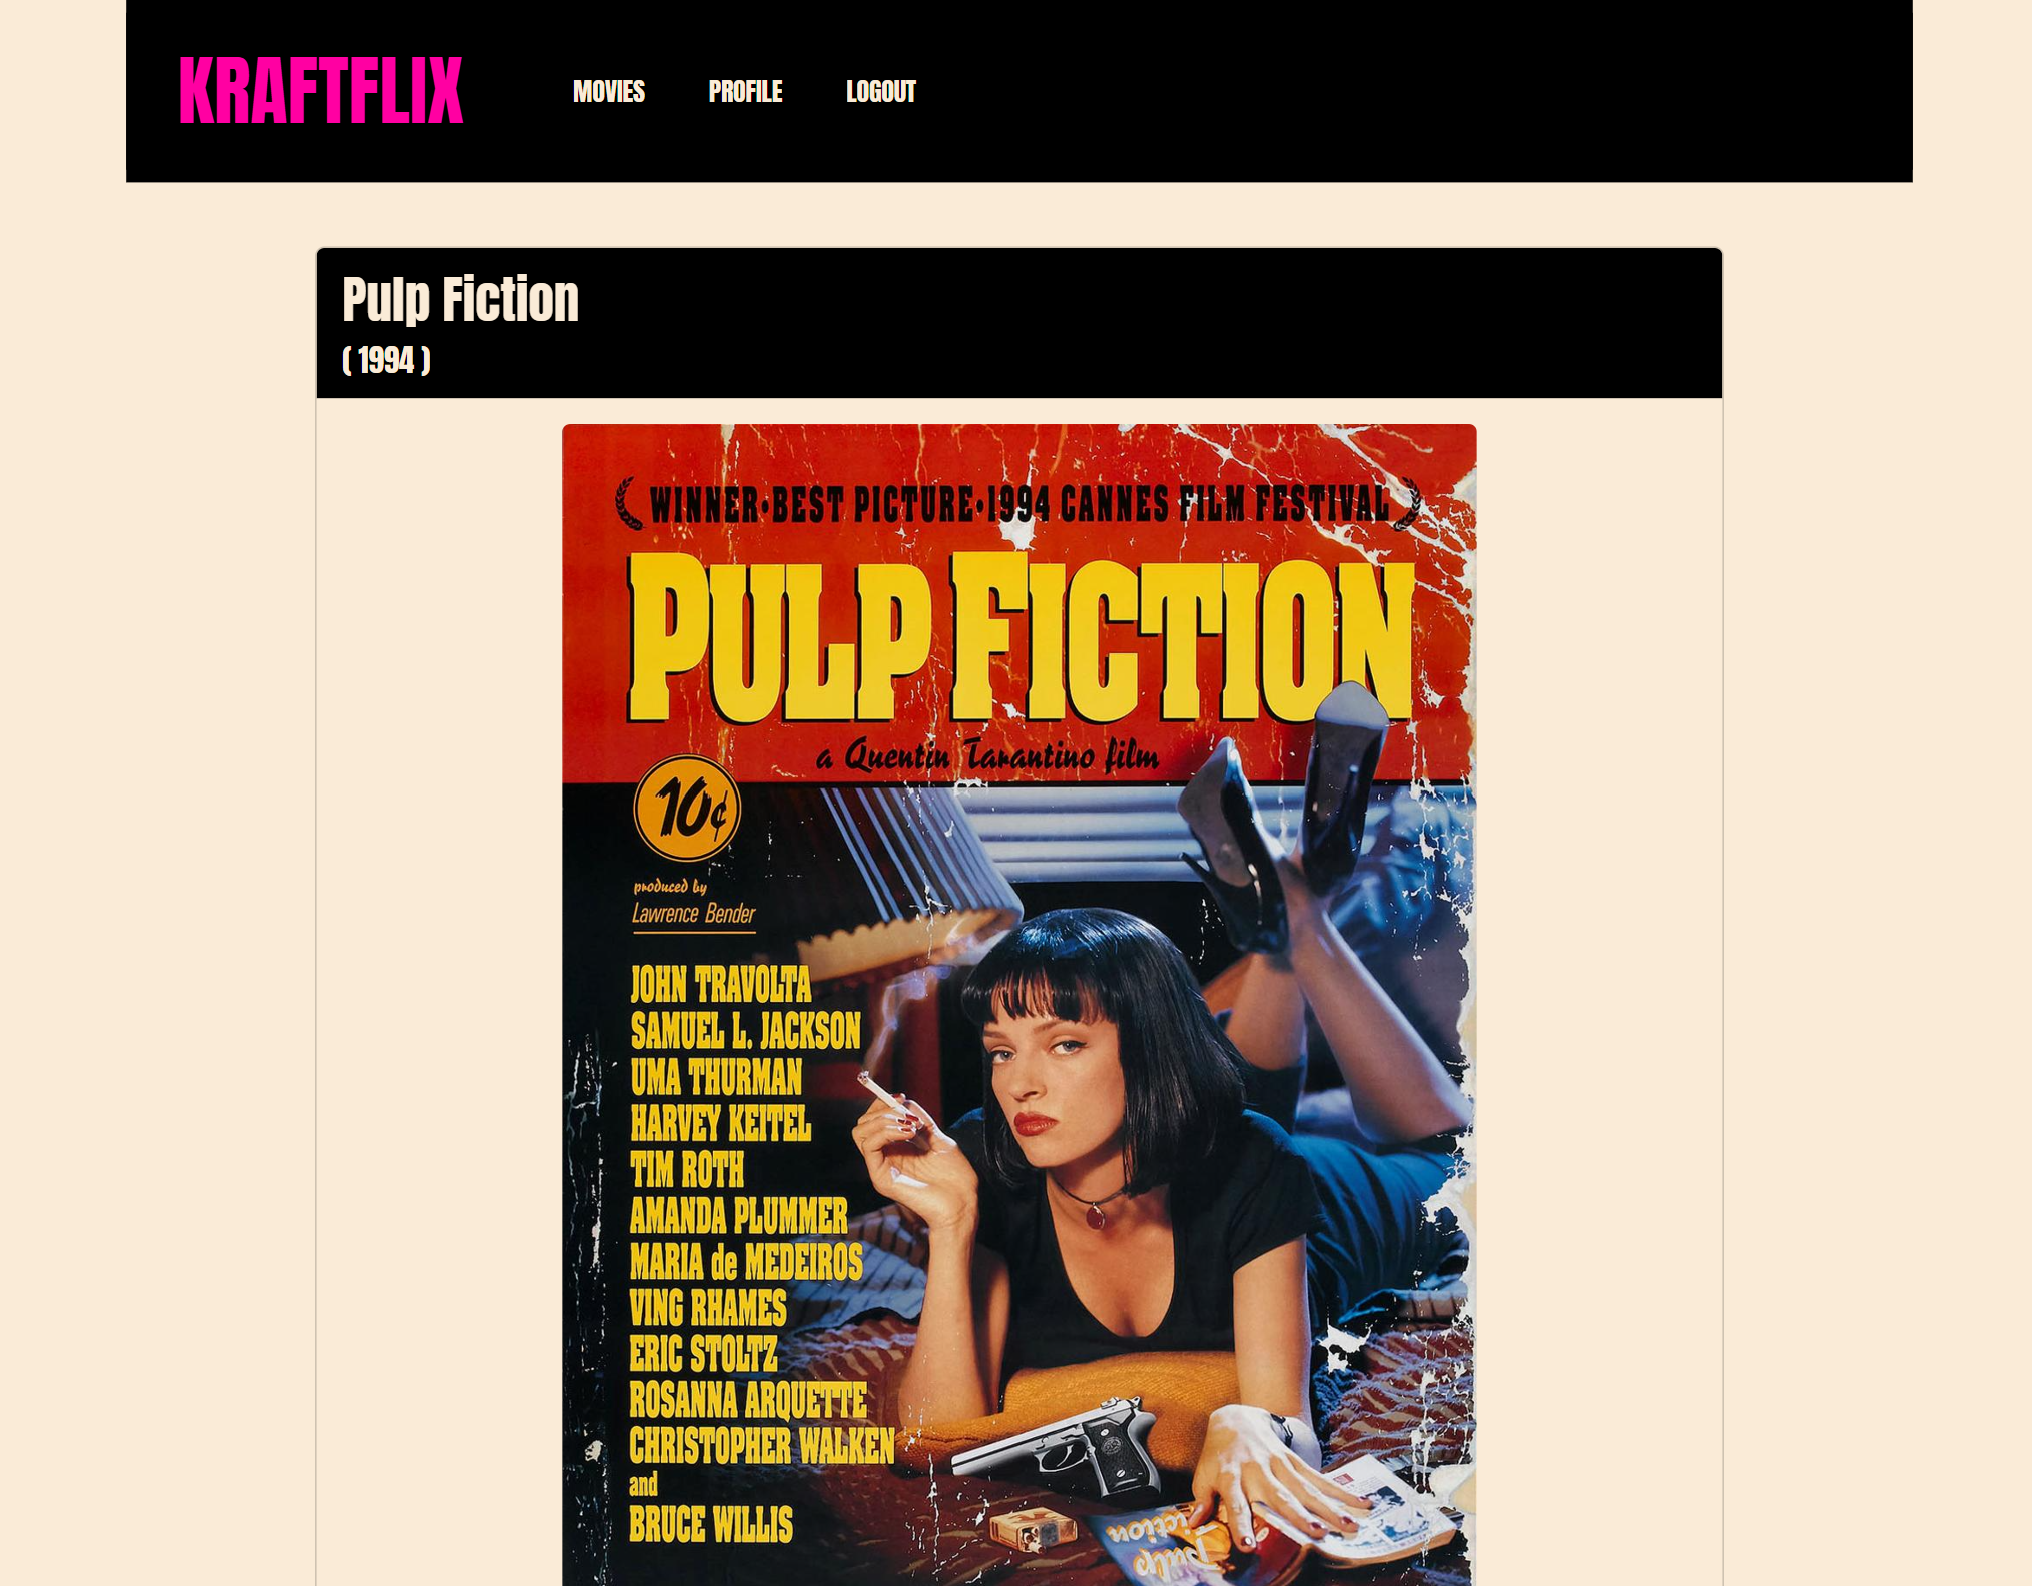 KRAFTFLIX
MOVIES PROFILE LOGOUT
Pulp Fiction
( 1994 )
WINNER•BEST PICTURE•1994 CANNES FILM FESTIVAL
PULP FICTION
a Quentin Tarantino film
10¢
produced by
Lawrence Bender
JOHN TRAVOLTA
SAMUEL L. JACKSON
UMA THURMAN
HARVEY KEITEL
TIM ROTH
AMANDA PLUMMER
MARIA de MEDEIROS
VING RHAMES
ERIC STOLTZ
ROSANNA ARQUETTE
CHRISTOPHER WALKEN
and
BRUCE WILLIS
Pulp
Fiction